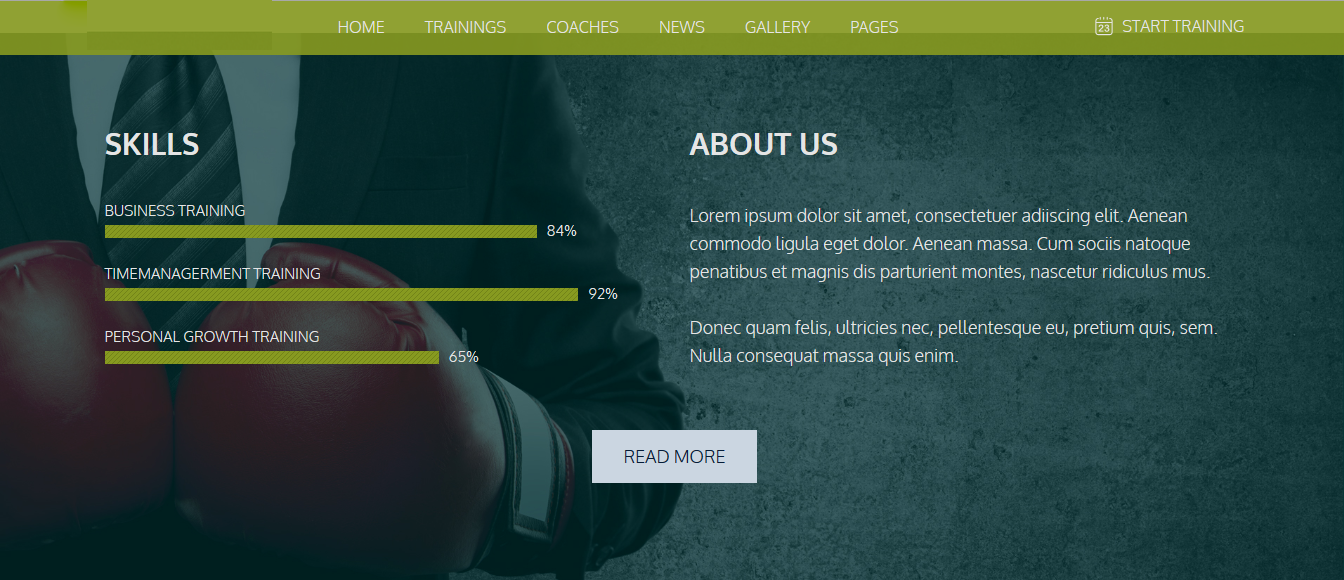 HOME TRAININGS COACHES NEWS GALLERY PAGES 23 START TRAINING
SKILLS
BUSINESS TRAINING
84%
TIMEMANAGERMENT TRAINING
92%
PERSONAL GROWTH TRAINING
65%
ABOUT US
Lorem ipsum dolor sit amet, consectetuer adiiscing elit. Aenean
commodo ligula eget dolor. Aenean massa. Cum sociis natoque
penatibus et magnis dis parturient montes, nascetur ridiculus mus.
Donec quam felis, ultricies nec, pellentesque eu, pretium quis, sem.
Nulla consequat massa quis enim.
READ MORE